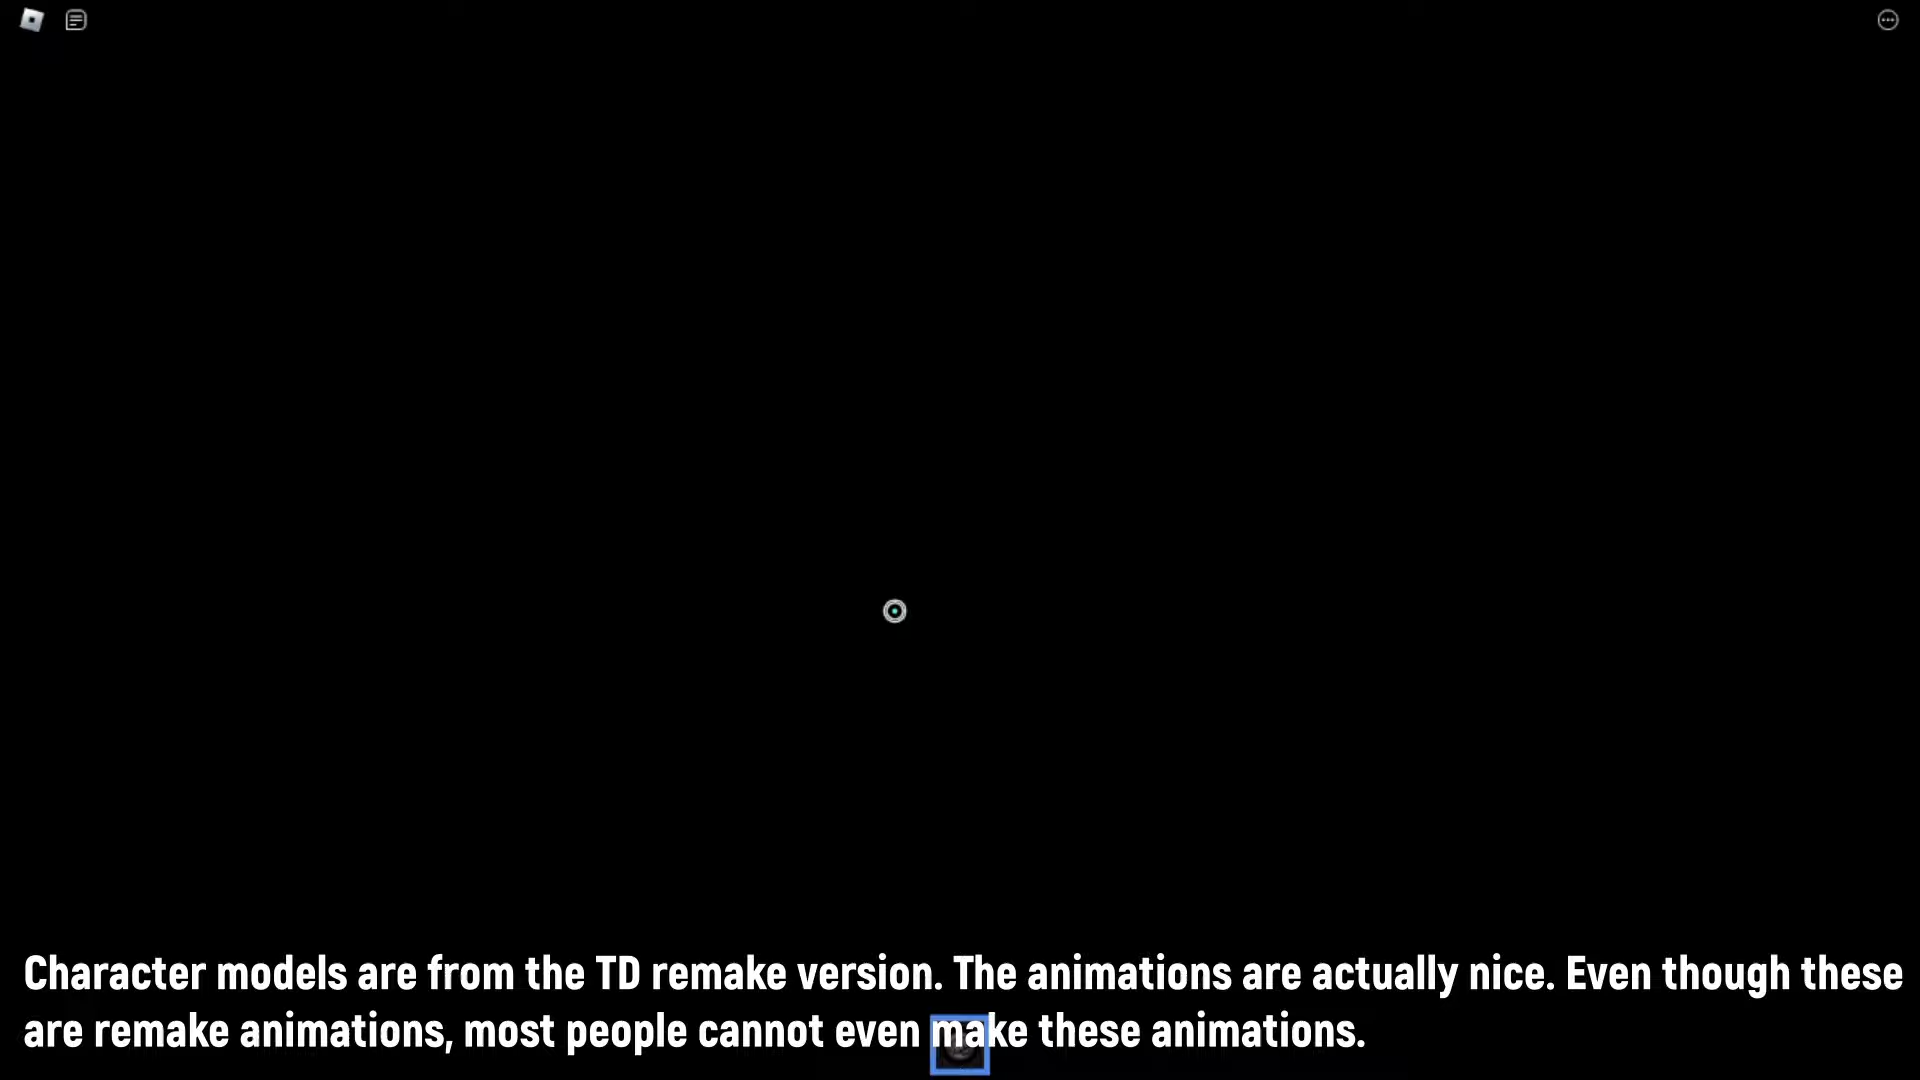 Character models are from the TD remake version. The animations are actually nice. Even though these
are remake animations, most people cannot even make these animations.